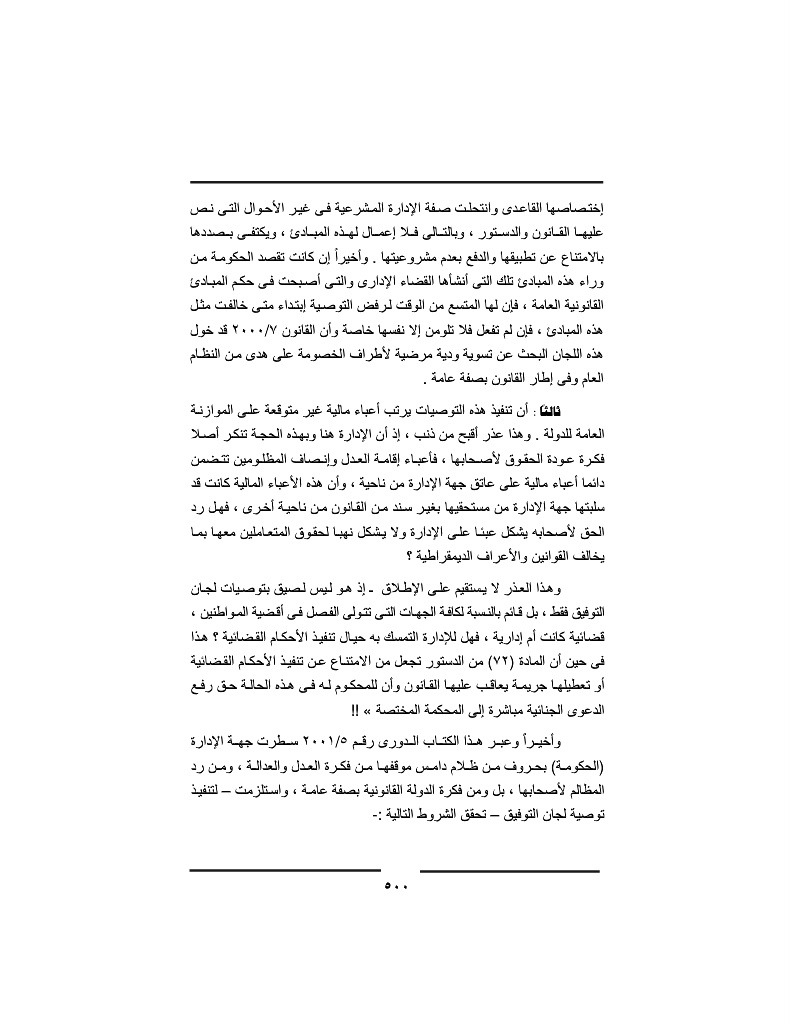 إختصاصها القاعدى وانتحلت صفة الإدارة المشرعية فى غير الأحوال التى نص
عليها القانون والدستور ، وبالتالى فلا إعمال لهذه المبادئ ، ويكتفى بصددها
بالامتناع عن تطبيقها والدفع بعدم مشروعيتها . وأخيراً إن كانت تقصد الحكومة من
وراء هذه المبادئ تلك التى أنشأها القضاء الإدارى والتى أصبحت فى حكم المبادئ
القانونية العامة ، فإن لها المتسع من الوقت لرفض التوصية إبتداء متى خالفت مثل
هذه المبادئ ، فإن لم تفعل فلا تلومن إلا نفسها خاصة وأن القانون ٢٠٠٠/٧ قد خول
هذه اللجان البحث عن تسوية ودية مرضية لأطراف الخصومة على هدى من النظام
العام وفى إطار القانون بصفة عامة .
ثالثاً : أن تنفيذ هذه التوصيات يرتب أعباء مالية غير متوقعة على الموازنة
العامة للدولة . وهذا عذر أقبح من ذنب ، إذ أن الإدارة هنا وبهذه الحجة تنكر أصلا
فكرة عودة الحقوق لأصحابها ، فأعباء إقامة العدل وإنصاف المظلومين تتضمن
دائما أعباء مالية على عاتق جهة الإدارة من ناحية ، وأن هذه الأعباء المالية كانت قد
سلبتها جهة الإدارة من مستحقيها بغير سند من القانون من ناحية أخرى ، فهل رد
الحق لأصحابه يشكل عبئا على الإدارة ولا يشكل نهبا لحقوق المتعاملين معها بما
يخالف القوانين والأعراف الديمقراطية ؟
وهذا العذر لا يستقيم على الإطلاق ـ إذ هو ليس لصيق بتوصيات لجان
التوفيق فقط ، بل قائم بالنسبة لكافة الجهات التى تتولى الفصل فى أقضية المواطنين ،
قضائية كانت أم إدارية ، فهل للإدارة التمسك به حيال تنفيذ الأحكام القضائية ؟ هذا
فى حين أن المادة (٧٢) من الدستور تجعل من الامتناع عن تنفيذ الأحكام القضائية
أو تعطيلها جريمة يعاقب عليها القانون وأن للمحكوم له فى هذه الحالة حق رفع
الدعوى الجنائية مباشرة إلى المحكمة المختصة » !!
وأخيراً وعبر هذا الكتاب الدورى رقم ٢٠٠١/٥ سطرت جهة الإدارة
(الحكومة) بحروف من ظلام دامس موقفها من فكرة العدل والعدالة ، ومن رد
المظالم لأصحابها ، بل ومن فكرة الدولة القانونية بصفة عامة ، واستلزمت – لتنفيذ
توصية لجان التوفيق – تحقق الشروط التالية :-
٥٠٠